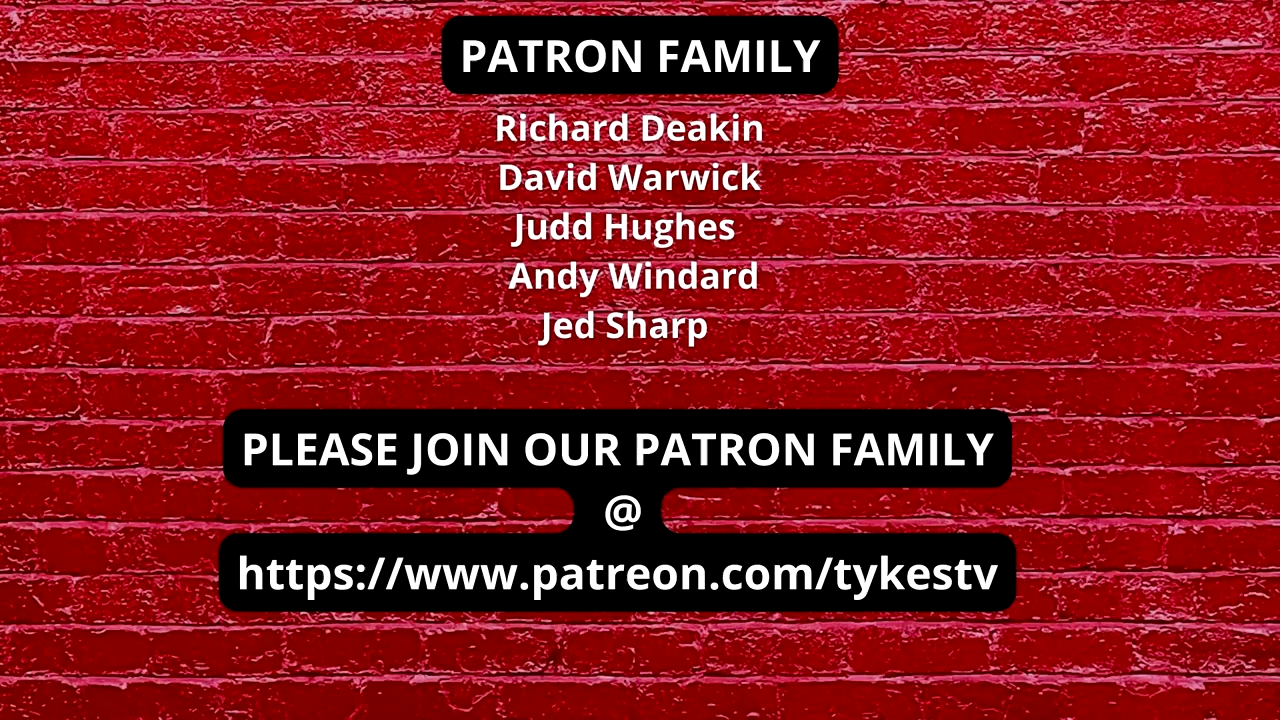 PATRON FAMILY
Richard Deakin
David Warwick
Judd Hughes
Andy Windard
Jed Sharp
PLEASE JOIN OUR PATRON FAMILY
@
https://www.patreon.com/tykestv